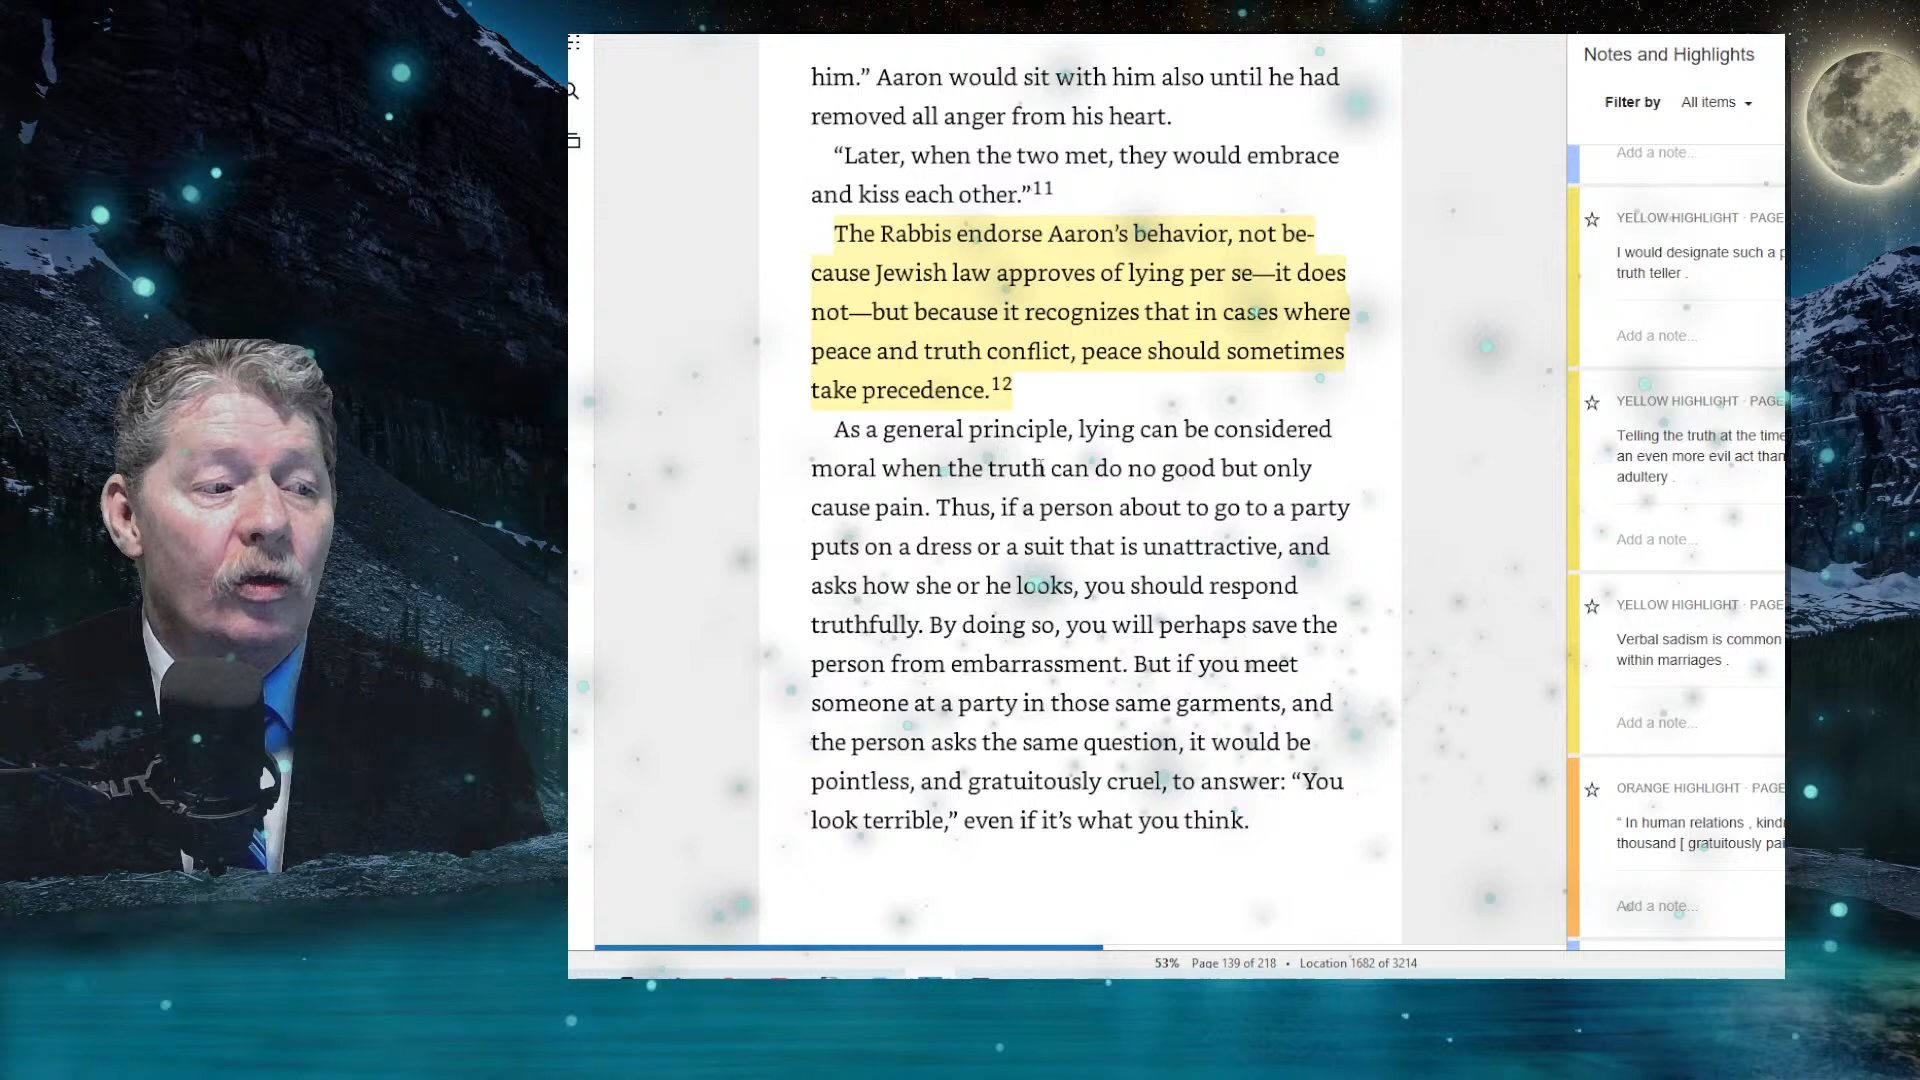 him.” Aaron would sit with him also until he had
removed all anger from his heart.
“Later, when the two met, they would embrace
and kiss each other.”11
The Rabbis endorse Aaron’s behavior, not be-
cause Jewish law approves of lying per se—it does
not—but because it recognizes that in cases where
peace and truth conflict, peace should sometimes
take precedence.12
As a general principle, lying can be considered
moral when the truth can do no good but only
cause pain. Thus, if a person about to go to a party
puts on a dress or a suit that is unattractive, and
asks how she or he looks, you should respond
truthfully. By doing so, you will perhaps save the
person from embarrassment. But if you meet
someone at a party in those same garments, and
the person asks the same question, it would be
pointless, and gratuitously cruel, to answer: “You
look terrible,” even if it’s what you think.
53% Page 139 of 218 • Location 1682 of 3214
Notes and Highlights
Filter by All items
Add a note...
YELLOW HIGHLIGHT · PAGE
I would designate such a p
truth teller .
Add a note...
YELLOW HIGHLIGHT · PAGE
Telling the truth at the time
an even more evil act than
adultery .
Add a note...
YELLOW HIGHLIGHT · PAGE
Verbal sadism is common
within marriages .
Add a note...
ORANGE HIGHLIGHT · PAGE
“ In human relations , kind
thousand [ gratuitously pai
Add a note...